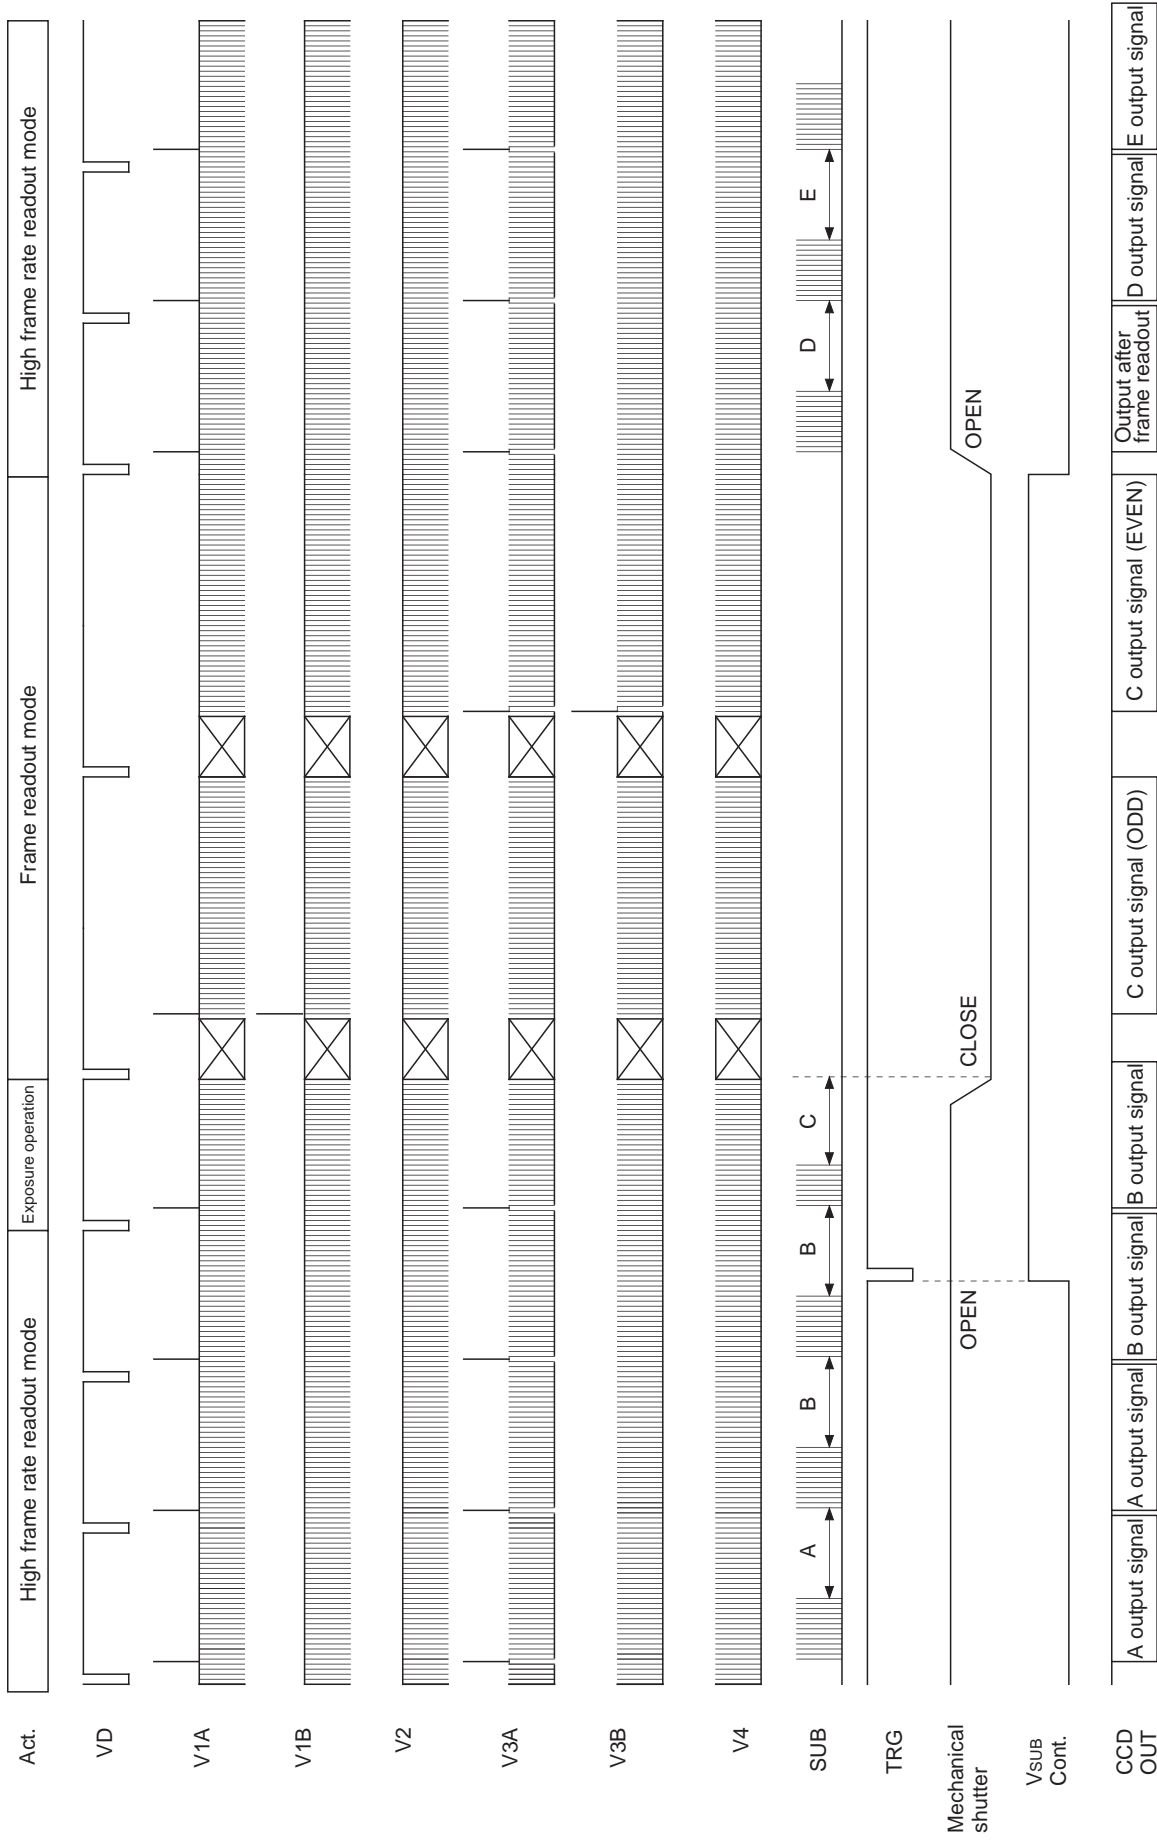 Act.
High frame rate readout mode
Exposure operation
Frame readout mode
High frame rate readout mode
VD
V1A
V1B
V2
V3A
V3B
V4
SUB
A
B
B
C
D
E
TRG
Mechanical
shutter
OPEN
CLOSE
OPEN
VSUB
Cont.
CCD
OUT
A output signal
A output signal
B output signal
B output signal
C output signal (ODD)
C output signal (EVEN)
Output after
frame readout
D output signal
E output signal